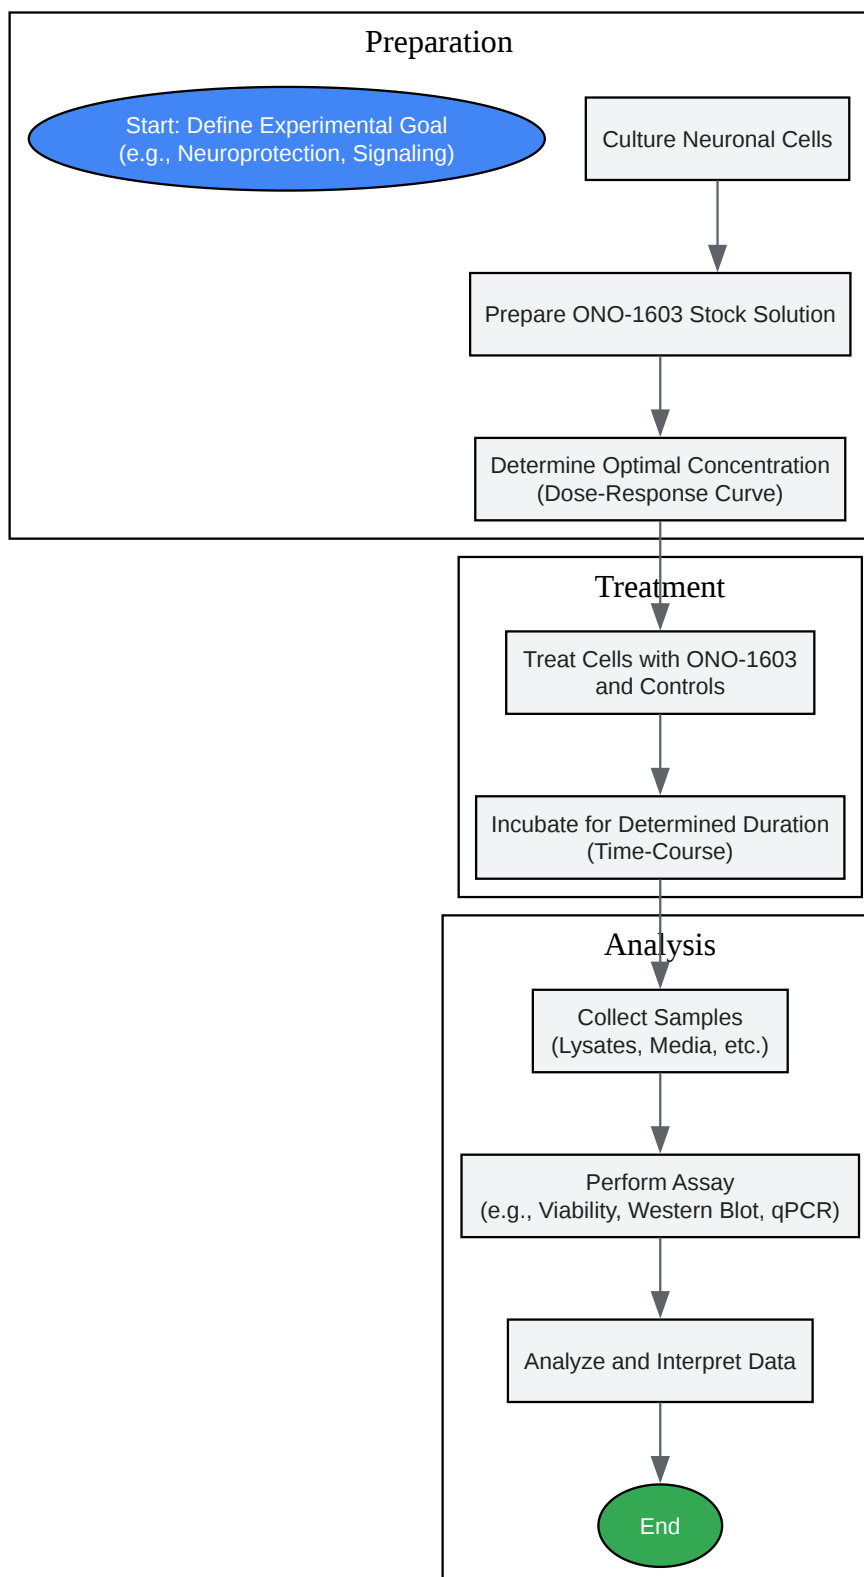 Preparation
Start: Define Experimental Goal
(e.g., Neuroprotection, Signaling)
Culture Neuronal Cells
Prepare ONO-1603 Stock Solution
Determine Optimal Concentration
(Dose-Response Curve)
Treatment
Treat Cells with ONO-1603
and Controls
Incubate for Determined Duration
(Time-Course)
Analysis
Collect Samples
(Lysates, Media, etc.)
Perform Assay
(e.g., Viability, Western Blot, qPCR)
Analyze and Interpret Data
End